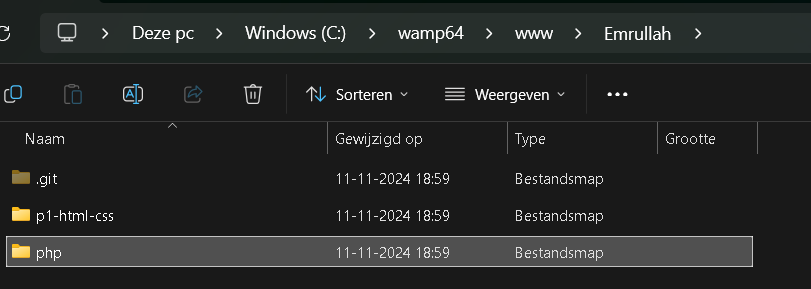 Deze pc > Windows (C:) > wamp64 > www > Emrullah >
Sorteren Weergeven
Naam Gewijzigd op Type Grootte
.git 11-11-2024 18:59 Bestandsmap
p1-html-css 11-11-2024 18:59 Bestandsmap
php 11-11-2024 18:59 Bestandsmap